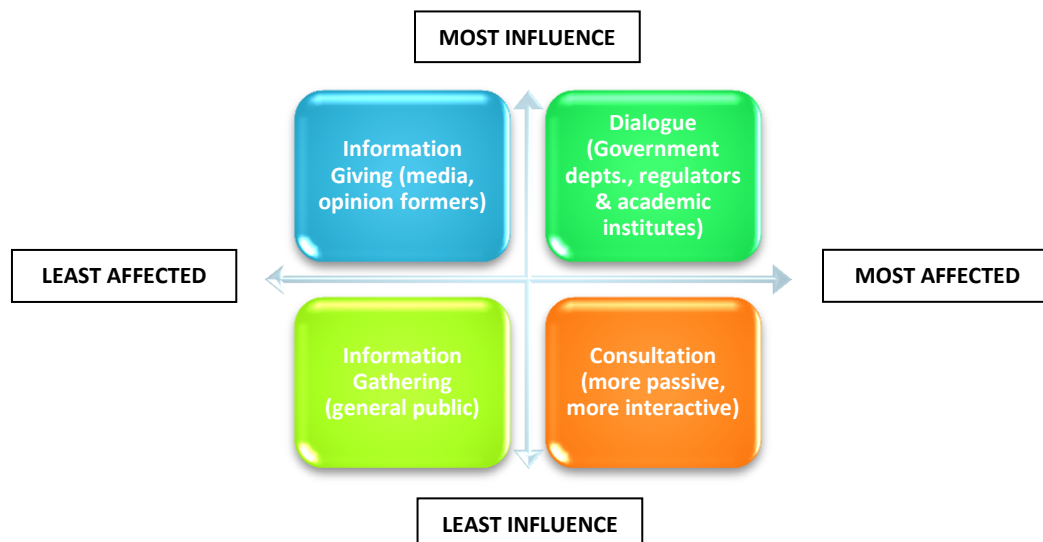 MOST INFLUENCE
Information
Giving (media,
opinion formers)
Dialogue
(Government
depts., regulators
& academic
institutes)
LEAST AFFECTED
MOST AFFECTED
Information
Gathering
(general public)
Consultation
(more passive,
more interactive)
LEAST INFLUENCE